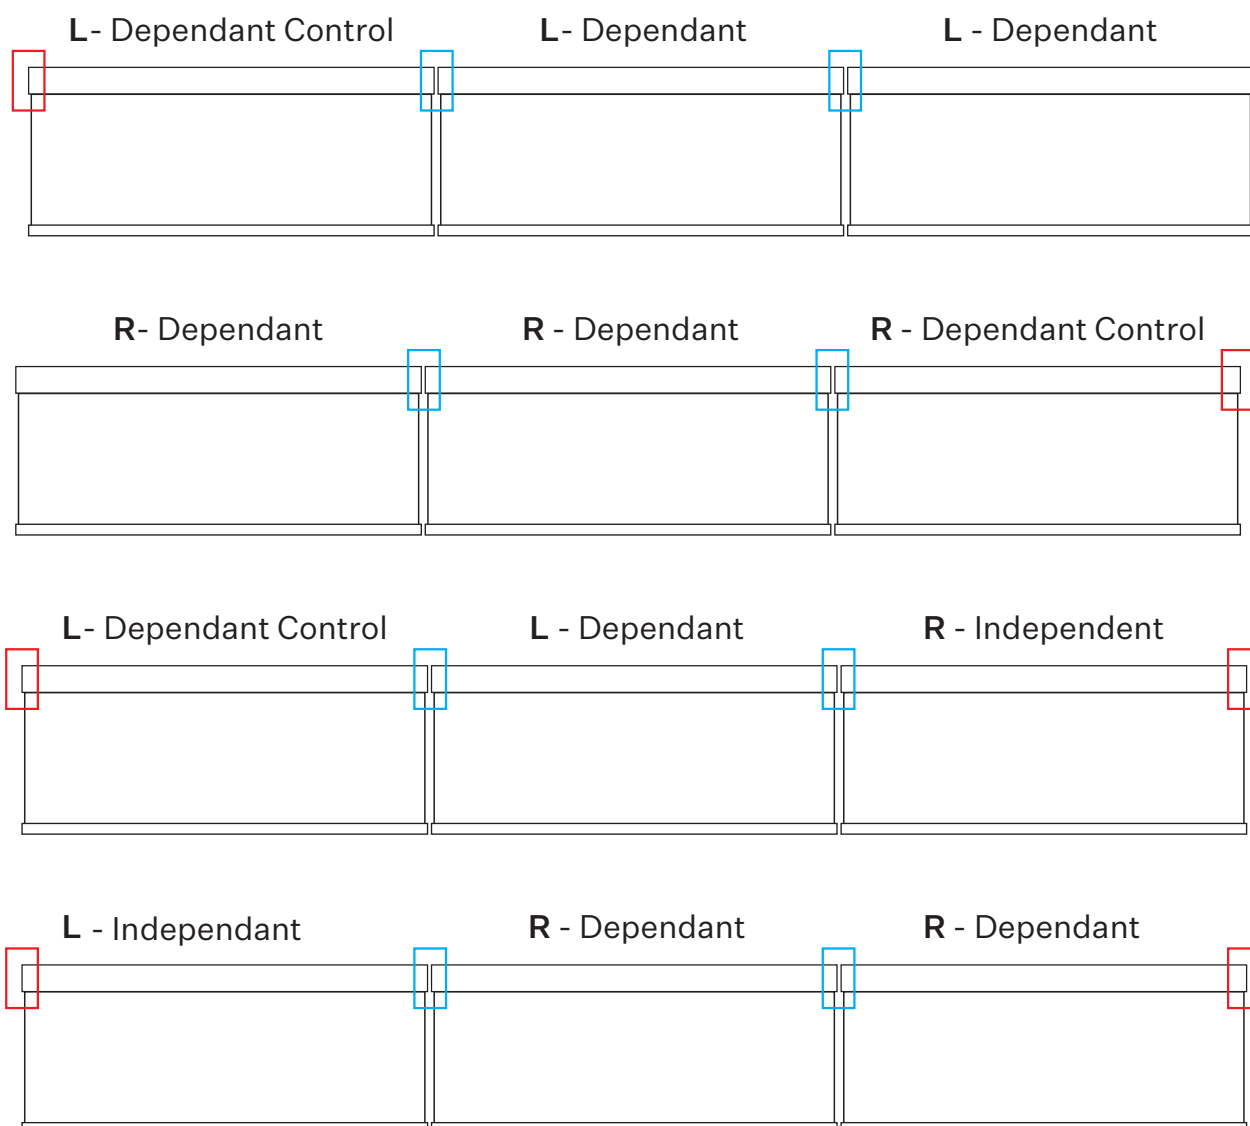 L- Dependant Control L- Dependant L - Dependant
R- Dependant R - Dependant R - Dependant Control
L- Dependant Control L - Dependant R - Independent
L - Independant R - Dependant R - Dependant